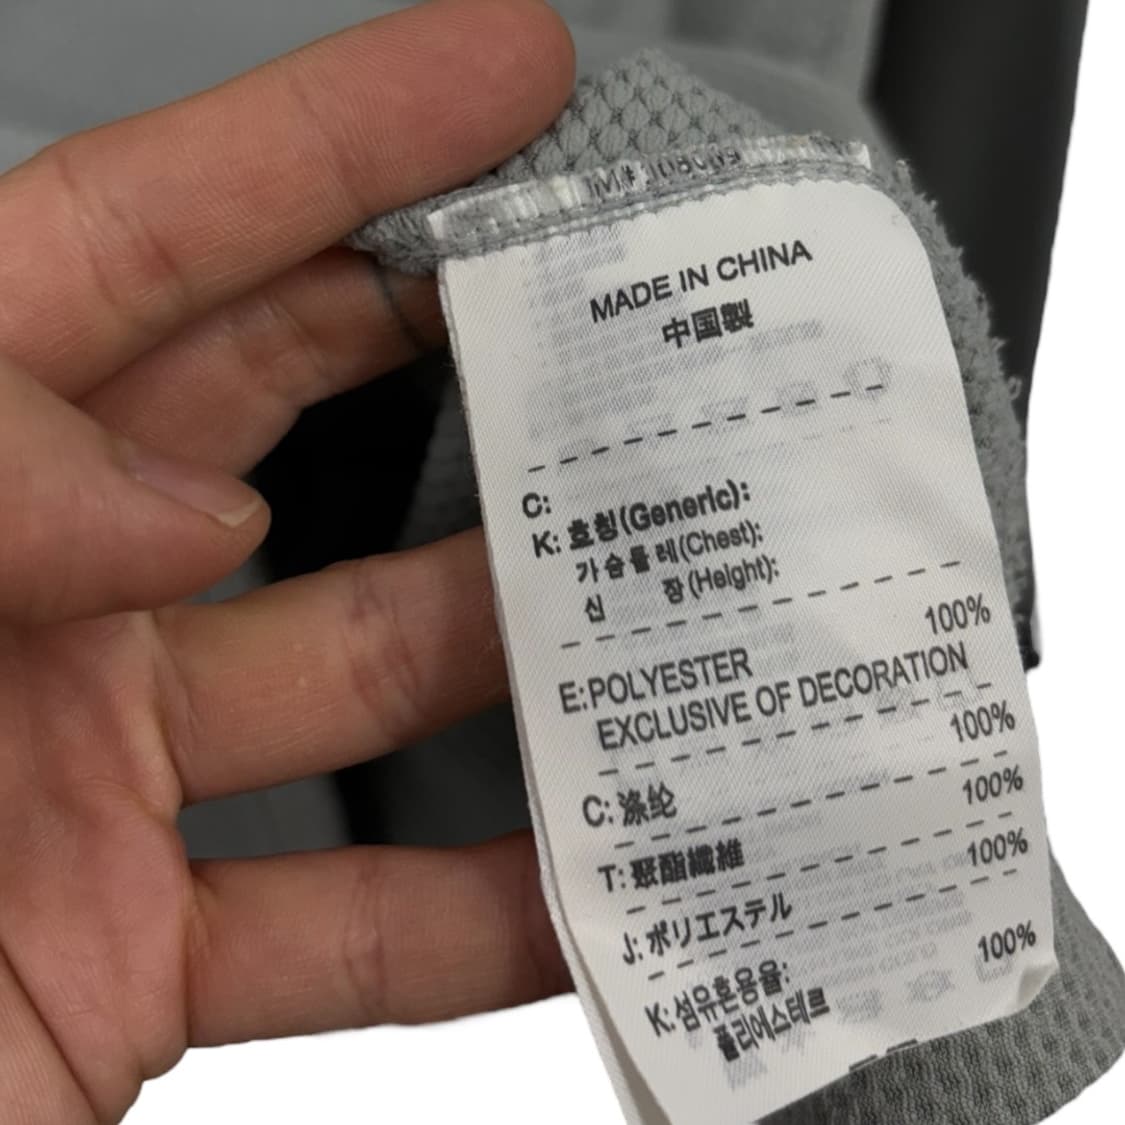 MADE IN CHINA
中国製
C:
K: 호칭(Generic):
가슴둘레(Chest):
신 장(Height):
100%
E:POLYESTER
EXCLUSIVE OF DECORATION
100%
C: 涤纶
100%
T: 聚酯纖維
100%
J: ポリエステル
100%
K:섬유혼용율:
폴리에스테르